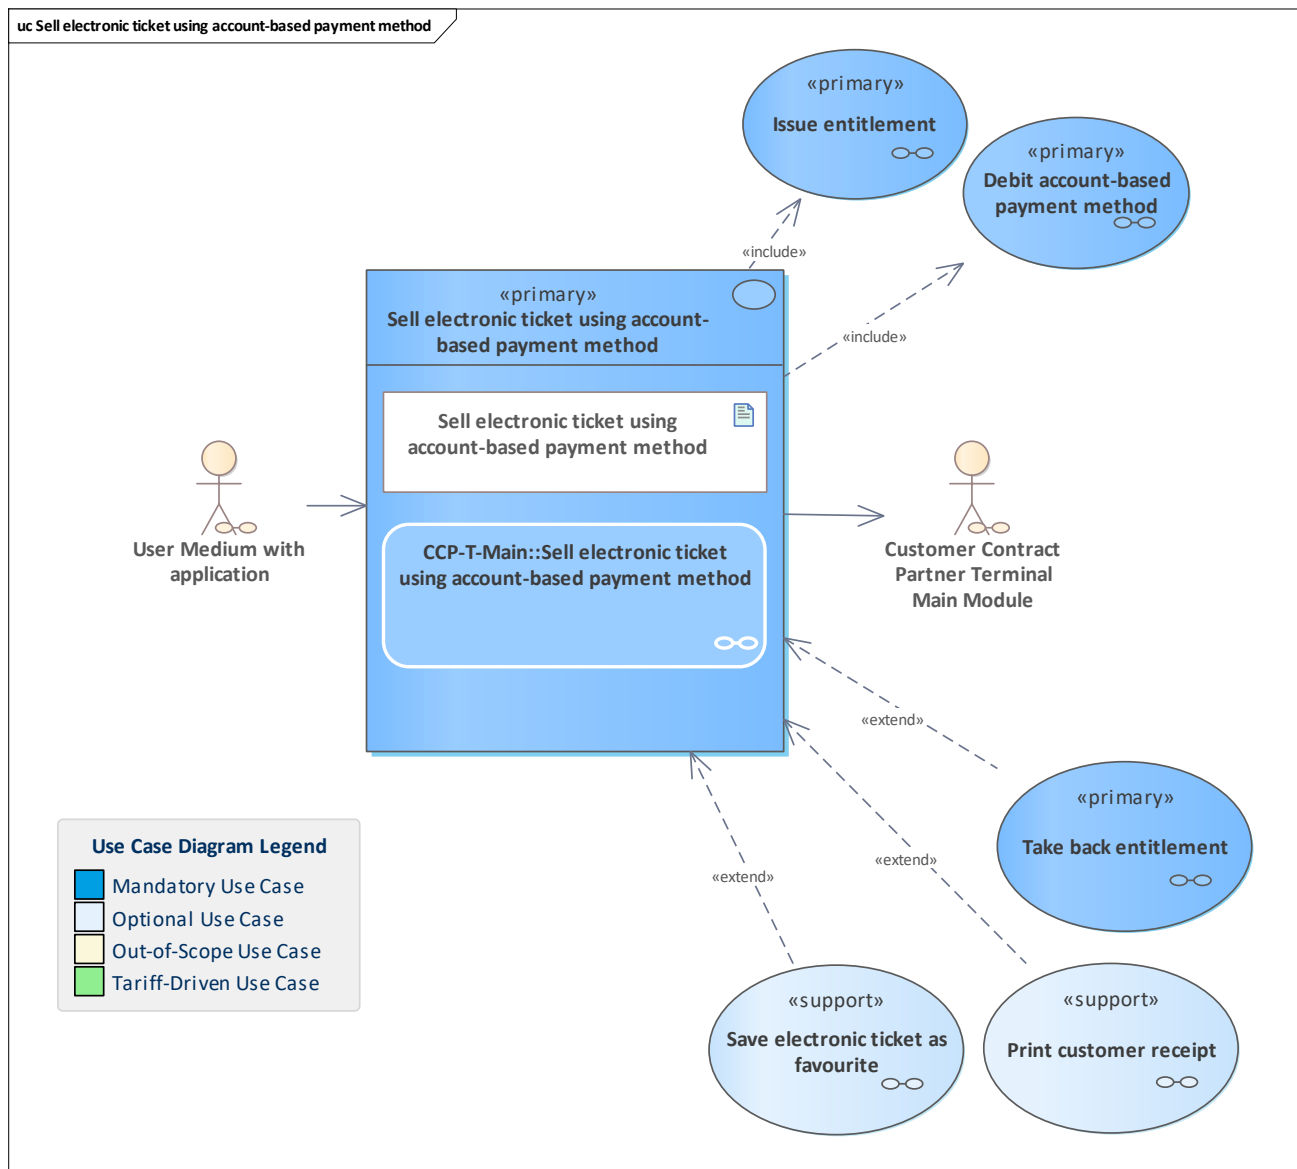 uc Sell electronic ticket using account-based payment method
«primary»
Issue entitlement
«primary»
Debit account-based
payment method
«include»
«include»
«primary»
Sell electronic ticket using account-
based payment method
Sell electronic ticket using
account-based payment method
CCP-T-Main::Sell electronic ticket
using account-based payment method
User Medium with
application
Customer Contract
Partner Terminal
Main Module
«extend»
«extend»
«extend»
«primary»
Take back entitlement
Use Case Diagram Legend
Mandatory Use Case
Optional Use Case
Out-of-Scope Use Case
Tariff-Driven Use Case
«support»
Save electronic ticket as
favourite
«support»
Print customer receipt